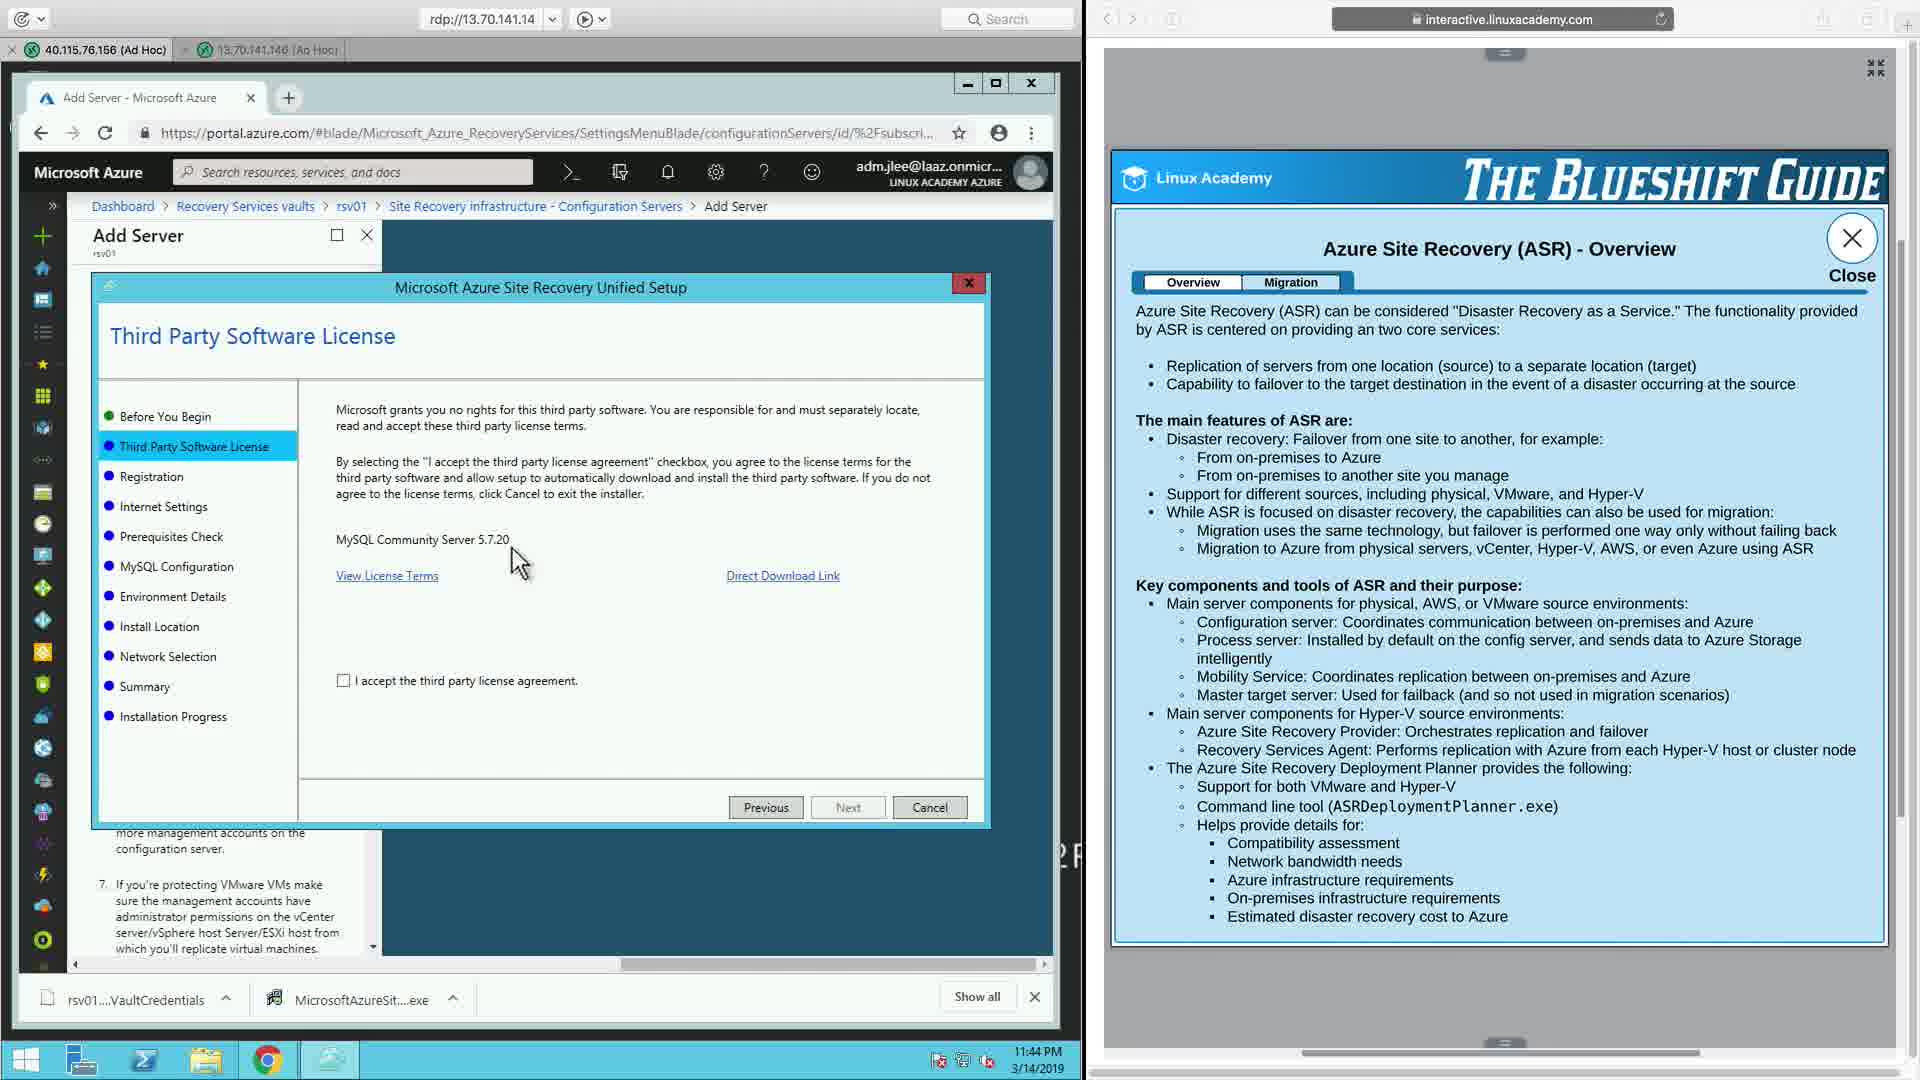 rdp://13.70.141.14
Search
40.115.76.156 (Ad Hoc)
13.70.141.146 (Ad Hoc)
Add Server - Microsoft Azure
https://portal.azure.com/#blade/Microsoft_Azure_RecoveryServices/SettingsMenuBlade/configurationServers/id/%2Fsubscri...
Microsoft Azure
Search resources, services, and docs
adm.jlee@laaz.onmicr...
LINUX ACADEMY AZURE
Dashboard > Recovery Services vaults > rsv01 > Site Recovery infrastructure - Configuration Servers > Add Server
Add Server
rsv01
Microsoft Azure Site Recovery Unified Setup
Third Party Software License
Before You Begin
Third Party Software License
Registration
Internet Settings
Prerequisites Check
MySQL Configuration
Environment Details
Install Location
Network Selection
Summary
Installation Progress
Microsoft grants you no rights for this third party software. You are responsible for and must separately locate,
read and accept these third party license terms.
By selecting the "I accept the third party license agreement" checkbox, you agree to the license terms for the
third party software and allow setup to automatically download and install the third party software. If you do not
agree to the license terms, click Cancel to exit the installer.
MySQL Community Server 5.7.20
View License Terms
Direct Download Link
I accept the third party license agreement.
Previous
Next
Cancel
more management accounts on the
configuration server.
7. If you're protecting VMware VMs make
sure the management accounts have
administrator permissions on the vCenter
server/vSphere host Server/ESXi host from
which you'll replicate virtual machines.
rsv01....VaultCredentials
MicrosoftAzureSit....exe
Show all
11:44 PM
3/14/2019
interactive.linuxacademy.com
Linux Academy
THE BLUESHIFT GUIDE
Azure Site Recovery (ASR) - Overview
Close
Overview
Migration
Azure Site Recovery (ASR) can be considered "Disaster Recovery as a Service." The functionality provided
by ASR is centered on providing an two core services:
• Replication of servers from one location (source) to a separate location (target)
• Capability to failover to the target destination in the event of a disaster occurring at the source
The main features of ASR are:
• Disaster recovery: Failover from one site to another, for example:
◦ From on-premises to Azure
◦ From on-premises to another site you manage
• Support for different sources, including physical, VMware, and Hyper-V
• While ASR is focused on disaster recovery, the capabilities can also be used for migration:
◦ Migration uses the same technology, but failover is performed one way only without failing back
◦ Migration to Azure from physical servers, vCenter, Hyper-V, AWS, or even Azure using ASR
Key components and tools of ASR and their purpose:
• Main server components for physical, AWS, or VMware source environments:
◦ Configuration server: Coordinates communication between on-premises and Azure
◦ Process server: Installed by default on the config server, and sends data to Azure Storage
intelligently
◦ Mobility Service: Coordinates replication between on-premises and Azure
◦ Master target server: Used for failback (and so not used in migration scenarios)
• Main server components for Hyper-V source environments:
◦ Azure Site Recovery Provider: Orchestrates replication and failover
◦ Recovery Services Agent: Performs replication with Azure from each Hyper-V host or cluster node
• The Azure Site Recovery Deployment Planner provides the following:
◦ Support for both VMware and Hyper-V
◦ Command line tool (ASRDeploymentPlanner.exe)
◦ Helps provide details for:
▪ Compatibility assessment
▪ Network bandwidth needs
▪ Azure infrastructure requirements
▪ On-premises infrastructure requirements
▪ Estimated disaster recovery cost to Azure